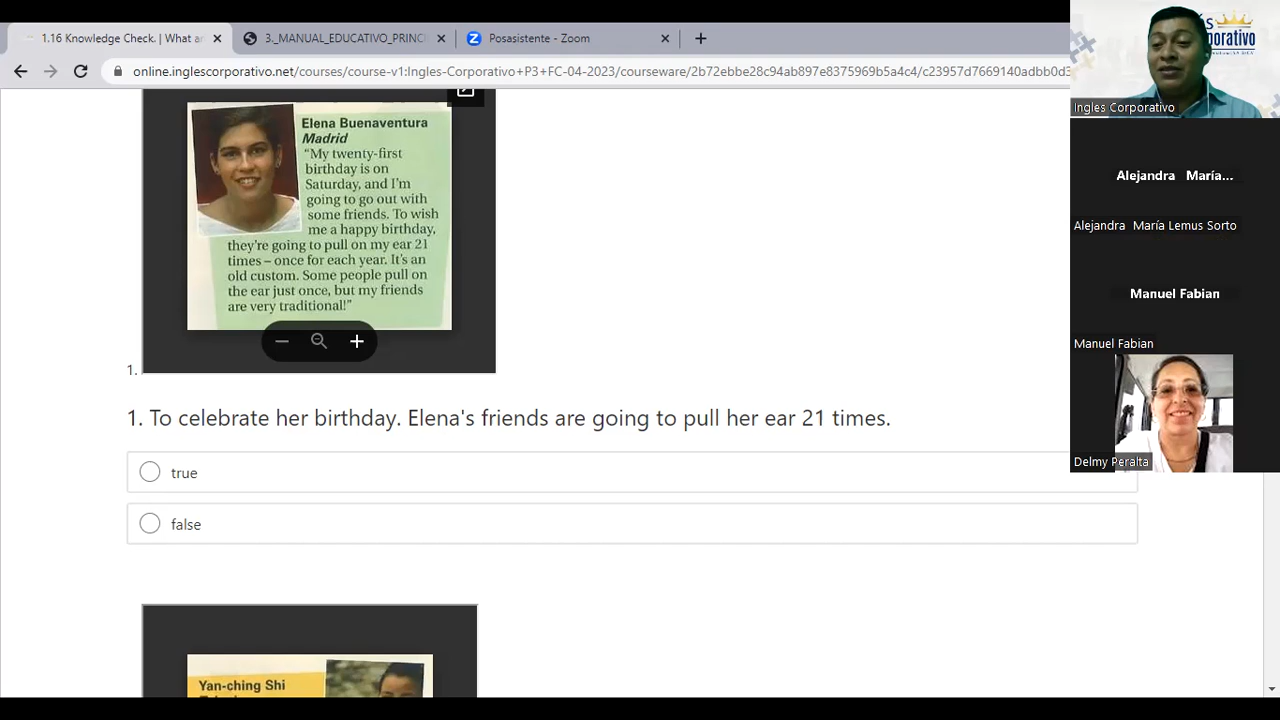 1.16 Knowledge Check. | What a
3._MANUAL_EDUCATIVO_PRINCI
Posasistente - Zoom
online.inglescorporativo.net/courses/course-v1:Ingles-Corporativo+P3+FC-04-2023/courseware/2b72ebbe28c94ab897e8375969b5a4c4/c23957d7669140adbb0d3
Elena Buenaventura
Madrid
"My twenty-first
birthday is on
Saturday, and I'm
going to go out with
some friends. To wish
me a happy birthday,
they're going to pull on my ear 21
times – once for each year. It's an
old custom. Some people pull on
the ear just once, but my friends
are very traditional!"
1.
1. To celebrate her birthday. Elena's friends are going to pull her ear 21 times.
true
false
Yan-ching Shi
Ingles Corporativo
Alejandra María...
Alejandra María Lemus Sorto
Manuel Fabian
Manuel Fabian
Delmy Peralta